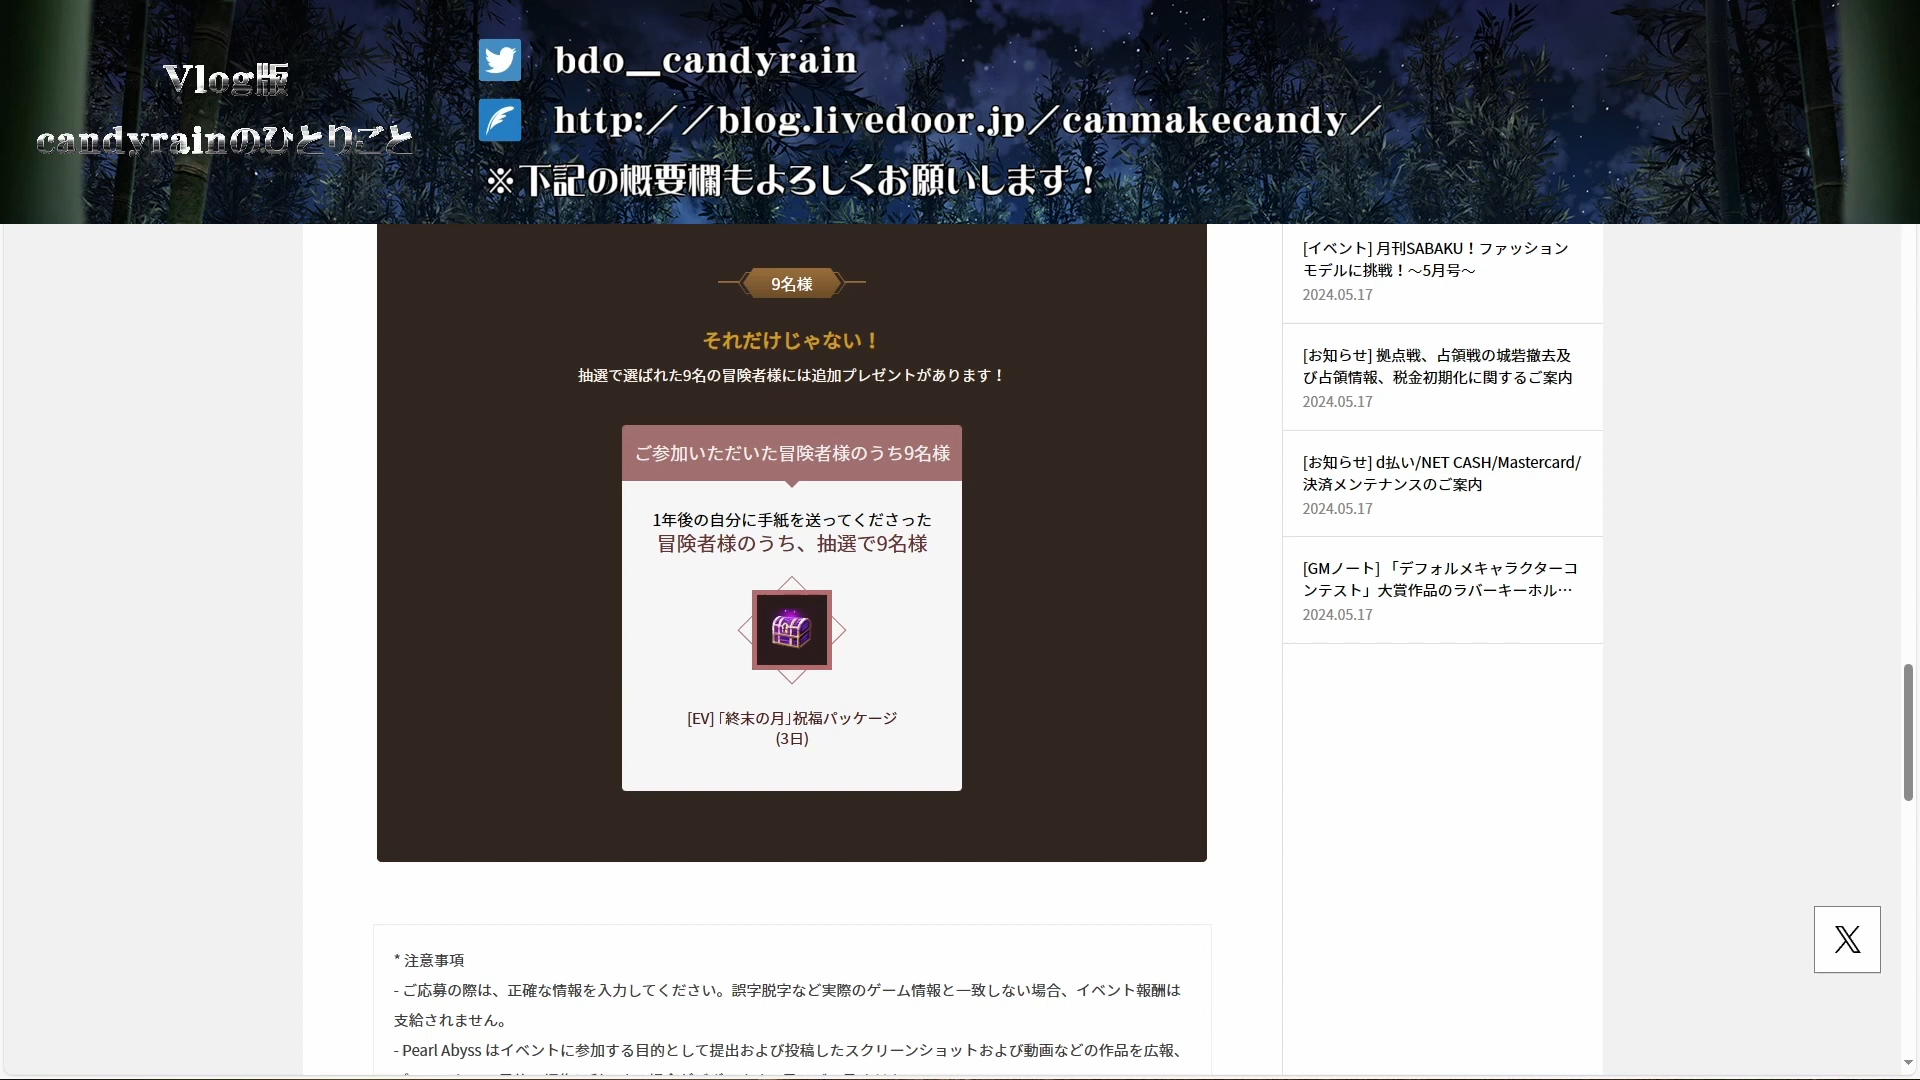 Vlog版
candyrainのひとりごと
bdo__candyrain
http://blog.livedoor.jp/canmakecandy/
※下記の概要欄もよろしくお願いします！
9名様
それだけじゃない！
抽選で選ばれた9名の冒険者様には追加プレゼントがあります！
ご参加いただいた冒険者様のうち9名様
1年後の自分に手紙を送ってくださった
冒険者様のうち、抽選で9名様
[EV]「終末の月」祝福パッケージ
(3日)
* 注意事項
- ご応募の際は、正確な情報を入力してください。誤字脱字など実際のゲーム情報と一致しない場合、イベント報酬は
支給されません。
- Pearl Abyss はイベントに参加する目的として提出および投稿したスクリーンショットおよび動画などの作品を広報、
[イベント] 月刊SABAKU！ファッション
モデルに挑戦！～5月号～
2024.05.17
[お知らせ] 拠点戦、占領戦の城砦撤去及
び占領情報、税金初期化に関するご案内
2024.05.17
[お知らせ] d払い/NET CASH/Mastercard/
決済メンテナンスのご案内
2024.05.17
[GMノート] 「デフォルメキャラクターコ
ンテスト」大賞作品のラバーキーホル…
2024.05.17